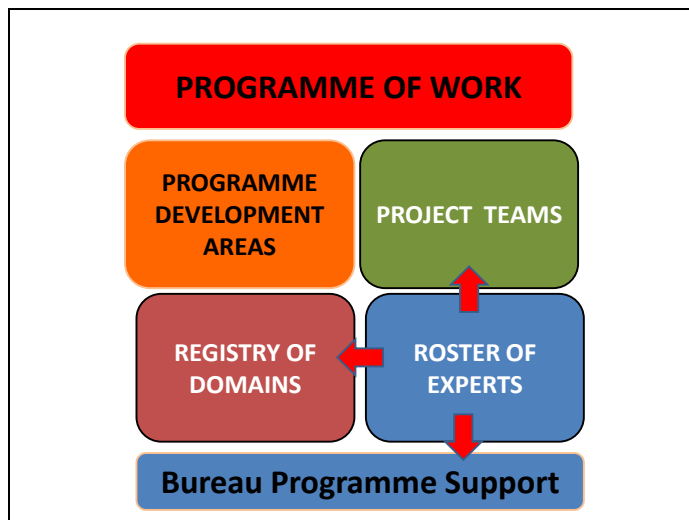 PROGRAMME OF WORK
PROGRAMME
DEVELOPMENT
AREAS
PROJECT TEAMS
REGISTRY OF
DOMAINS
ROSTER OF
EXPERTS
Bureau Programme Support